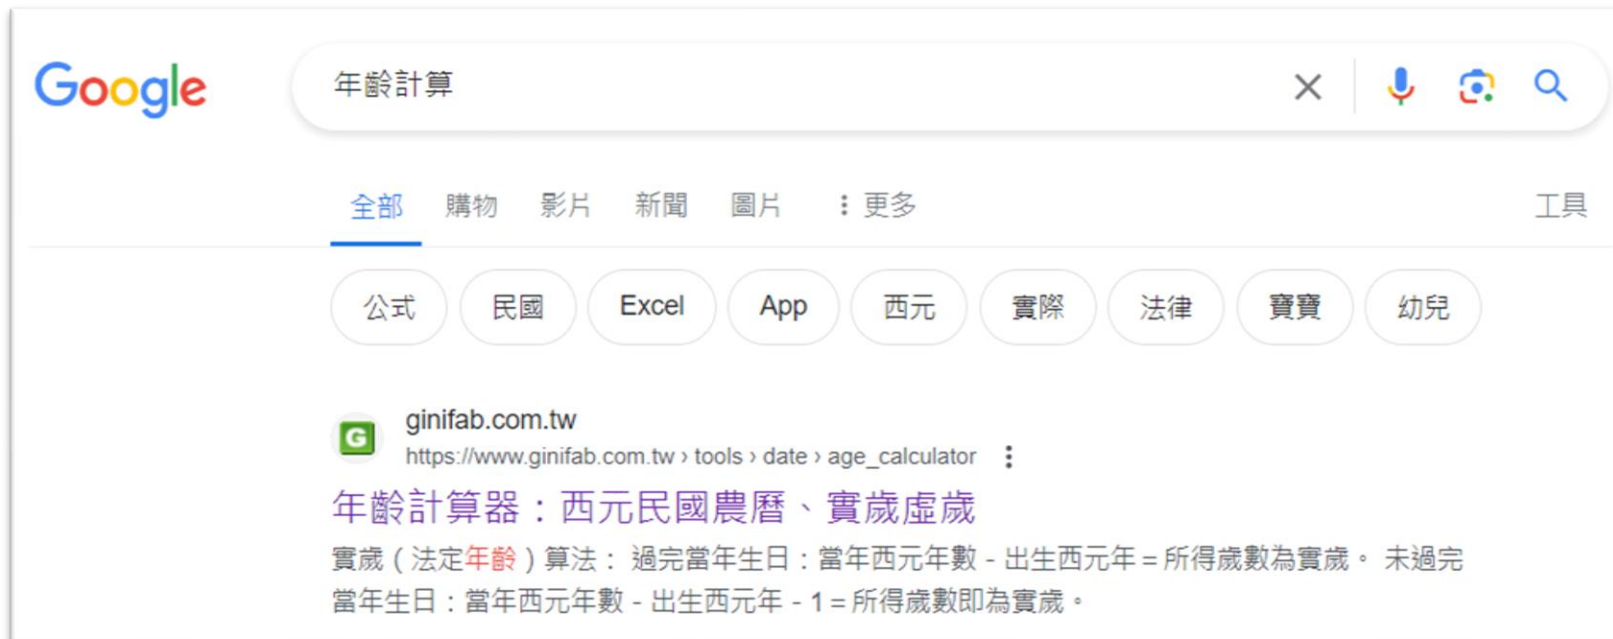 Google
年齡計算
全部 購物 影片 新聞 圖片 更多 工具
公式 民國 Excel App 西元 實際 法律 寶寶 幼兒
G
ginifab.com.tw
https://www.ginifab.com.tw › tools › date › age_calculator
年齡計算器：西元民國農曆、實歲虛歲
實歲（法定年齡）算法： 過完當年生日：當年西元年數 - 出生西元年 = 所得歲數為實歲。 未過完
當年生日：當年西元年數 - 出生西元年 - 1 = 所得歲數即為實歲。